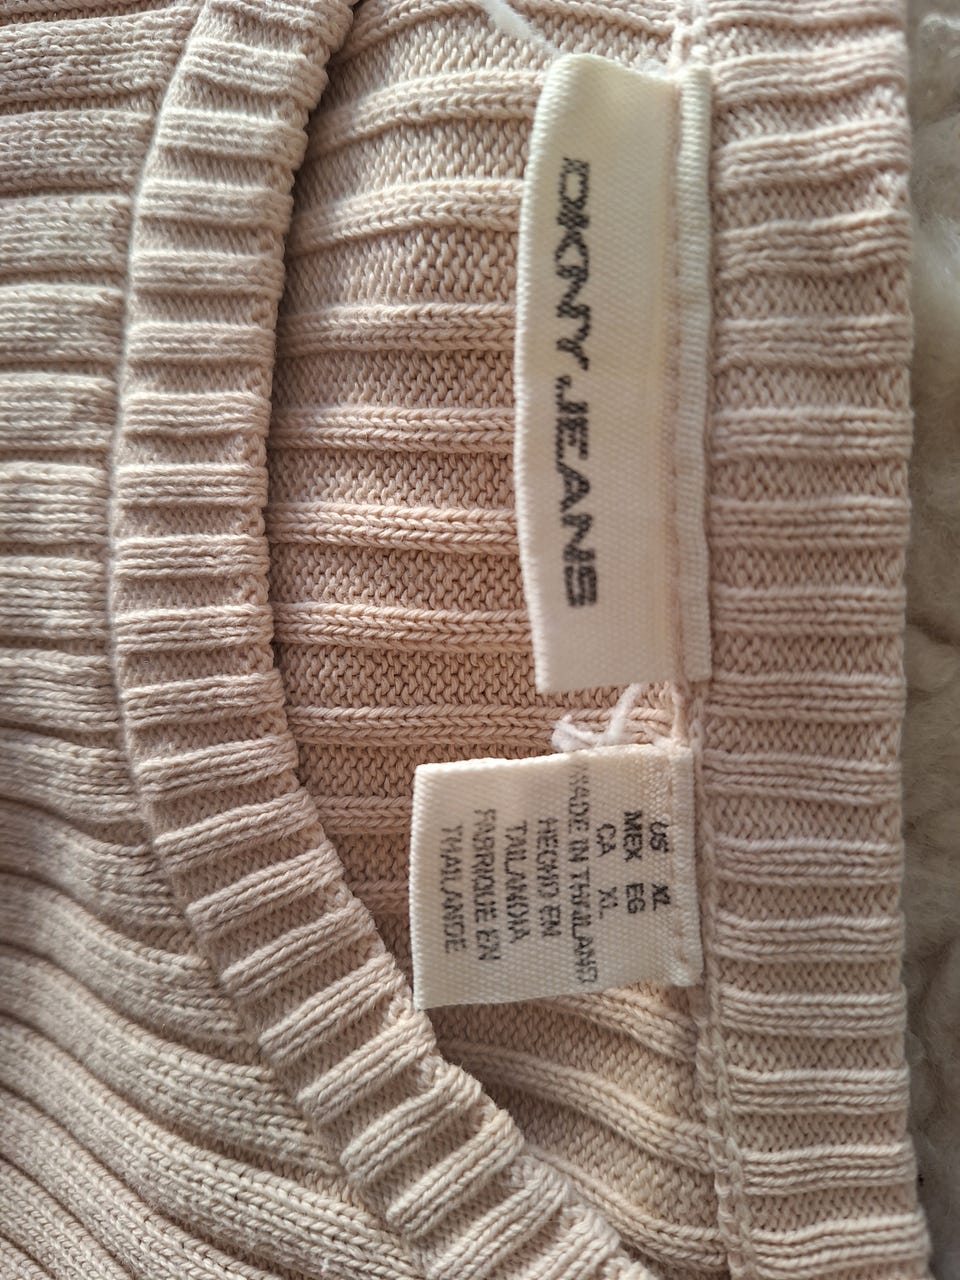 DKNY JEANS
US XL
MEX EG
CA XL
MADE IN THAILAND
HECHO EN
TAILANDIA
FABRIQUE EN
THAILANDE